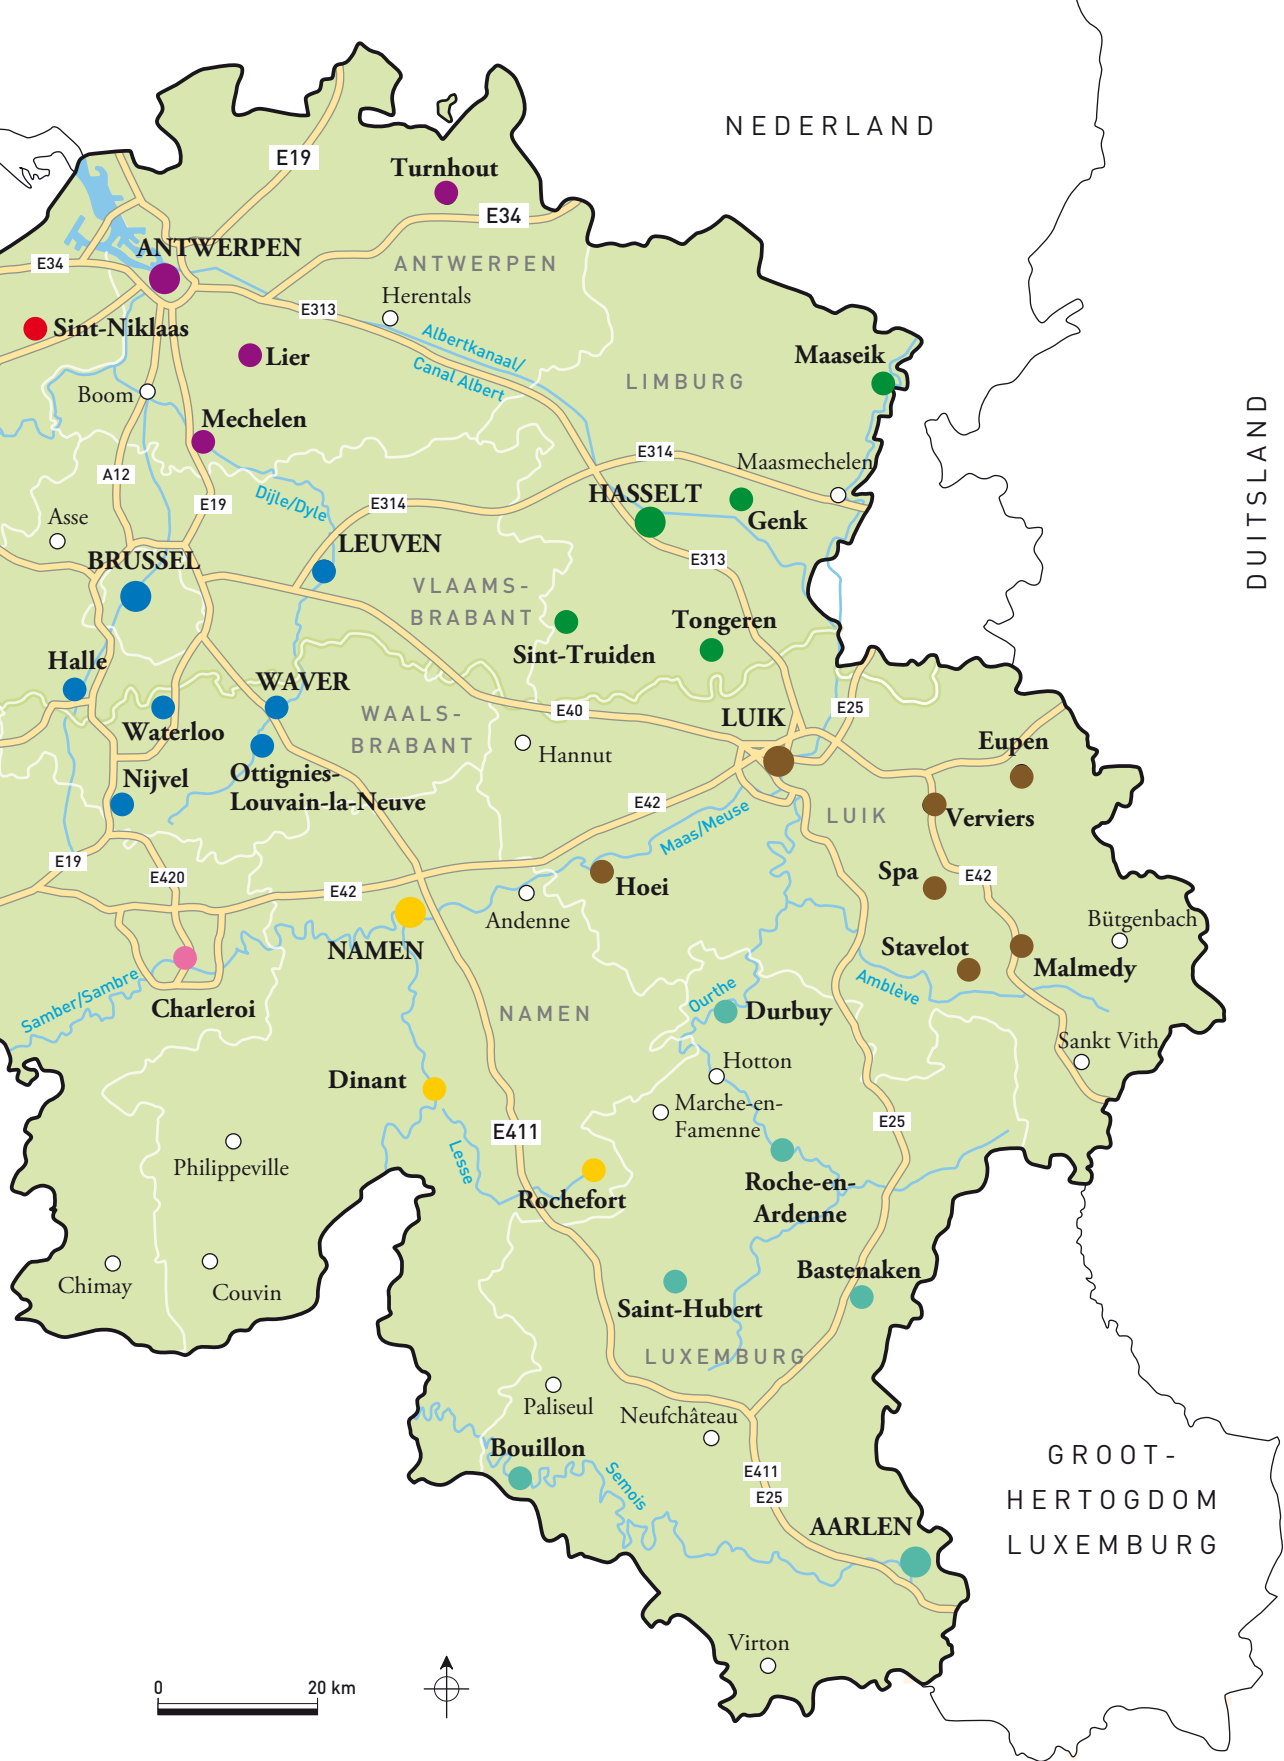 NEDERLAND
E19
Turnhout
E34
ANTWERPEN
E34
ANTWERPEN
Herentals
E313
Sint-Niklaas
Albertkanaal/
Canal Albert
Lier
Maaseik
LIMBURG
Boom
DUITSLAND
Mechelen
E314
Maasmechelen
A12
HASSELT
E19
Dijle/Dyle
E314
Genk
Asse
LEUVEN
BRUSSEL
E313
VLAAMS-
BRABANT
Tongeren
Sint-Truiden
Halle
WAVER
Waterloo
WAALS-
BRABANT
E40
LUIK
E25
Hannut
Eupen
Nijvel
Ottignies-
Louvain-la-Neuve
E42
Maas/Meuse
LUIK
Verviers
E19
E420
E42
Hoei
Spa
E42
Andenne
Bütgenbach
NAMEN
Stavelot
Malmedy
Samber/Sambre
Charleroi
NAMEN
Ourthe
Durbuy
Amblève
Sankt Vith
Dinant
Hotton
Marche-en-
Famenne
E25
E411
Philippeville
Lesse
Roche-en-
Ardenne
Rochefort
Chimay
Couvin
Saint-Hubert
Bastenaken
LUXEMBURG
Paliseul
Neufchâteau
Bouillon
Semois
E411
E25
GROOT-
HERTOGDOM
LUXEMBURG
AARLEN
Virton
0
20 km